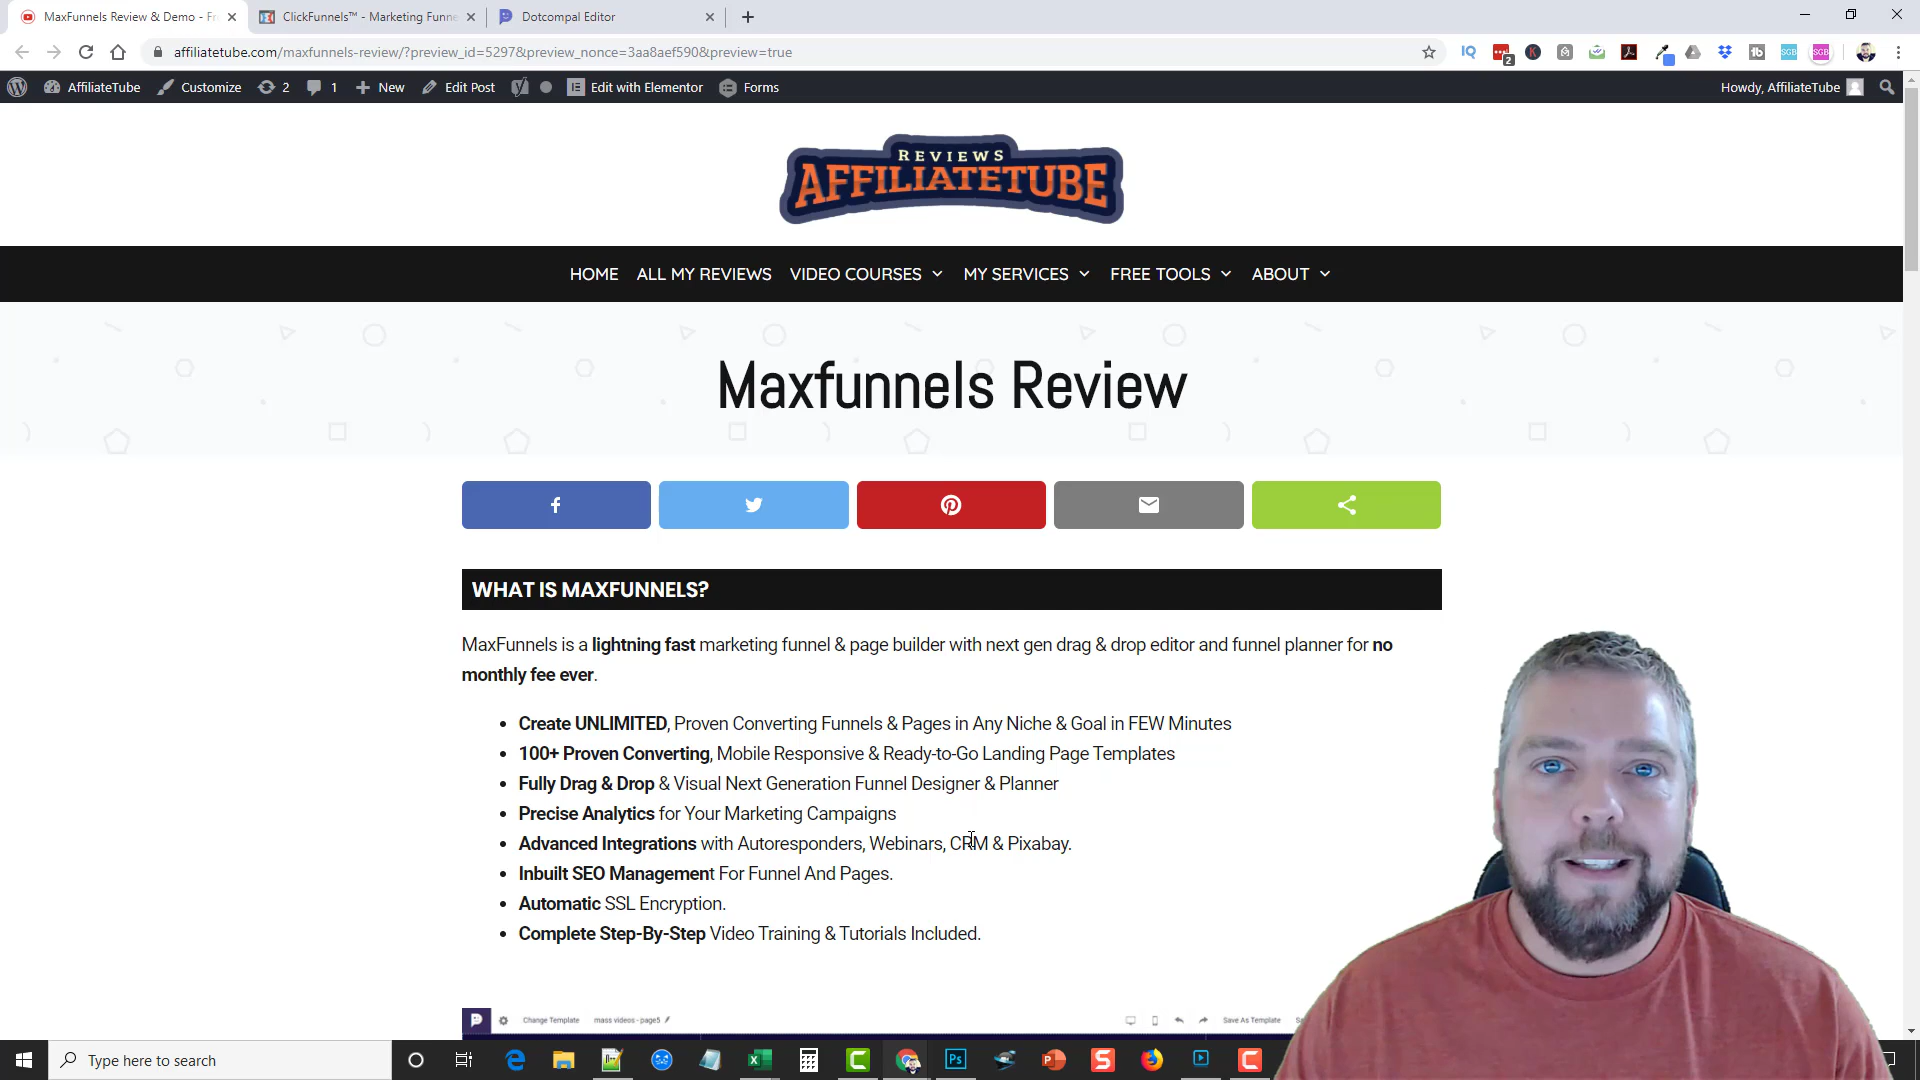 MaxFunnels Review & Demo - Fr
ClickFunnels™ - Marketing Funne
Dotcompal Editor
affiliatetube.com/maxfunnels-review/?preview_id=5297&preview_nonce=3aa8aef590&preview=true
AffiliateTube
Customize
2
1
New
Edit Post
Edit with Elementor
Forms
Howdy, AffiliateTube
REVIEWS
AFFILIATETUBE
HOME
ALL MY REVIEWS
VIDEO COURSES
MY SERVICES
FREE TOOLS
ABOUT
Maxfunnels Review
WHAT IS MAXFUNNELS?
MaxFunnels is a lightning fast marketing funnel & page builder with next gen drag & drop editor and funnel planner for no
monthly fee ever.
Create UNLIMITED, Proven Converting Funnels & Pages in Any Niche & Goal in FEW Minutes
100+ Proven Converting, Mobile Responsive & Ready-to-Go Landing Page Templates
Fully Drag & Drop & Visual Next Generation Funnel Designer & Planner
Precise Analytics for Your Marketing Campaigns
Advanced Integrations with Autoresponders, Webinars, CRM & Pixabay.
Inbuilt SEO Management For Funnel And Pages.
Automatic SSL Encryption.
Complete Step-By-Step Video Training & Tutorials Included.
Change Template
mass videos - page5
Save As Template
Type here to search